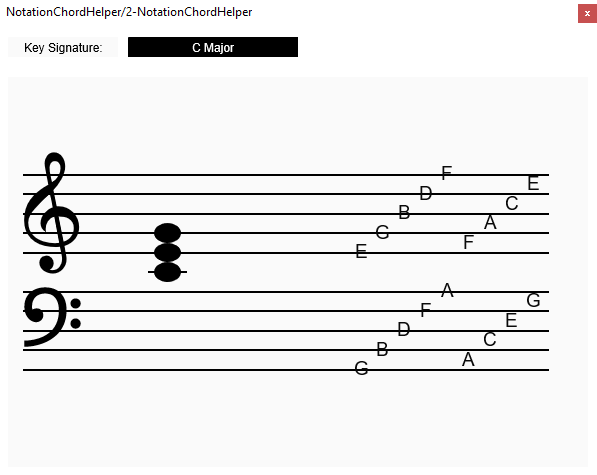 NotationChordHelper/2-NotationChordHelper
x
Key Signature: C Major
F
E
D
C
B
A
G
F
E
A
G
F
E
D
C
B
A
G